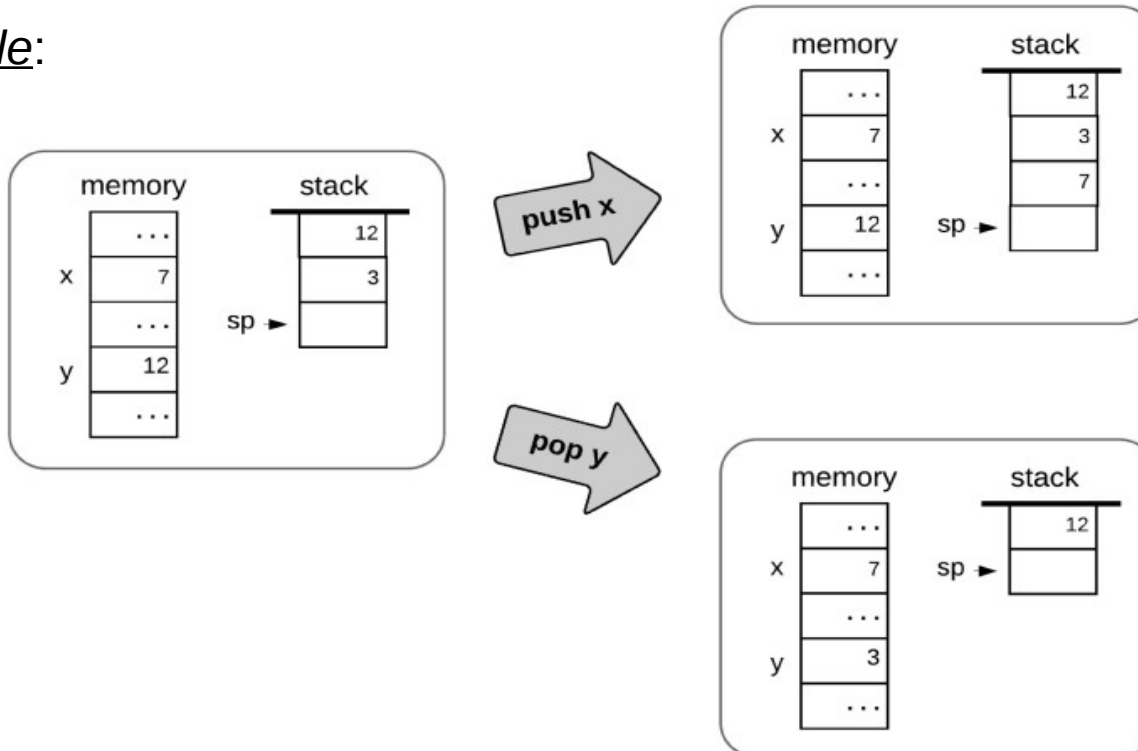 le:
memory stack
...
x 7
...
y 12
...
12
3
sp
push x
pop y
memory stack
...
x 7
...
y 12
...
12
3
7
sp
memory stack
...
x 7
...
y 3
...
12
sp